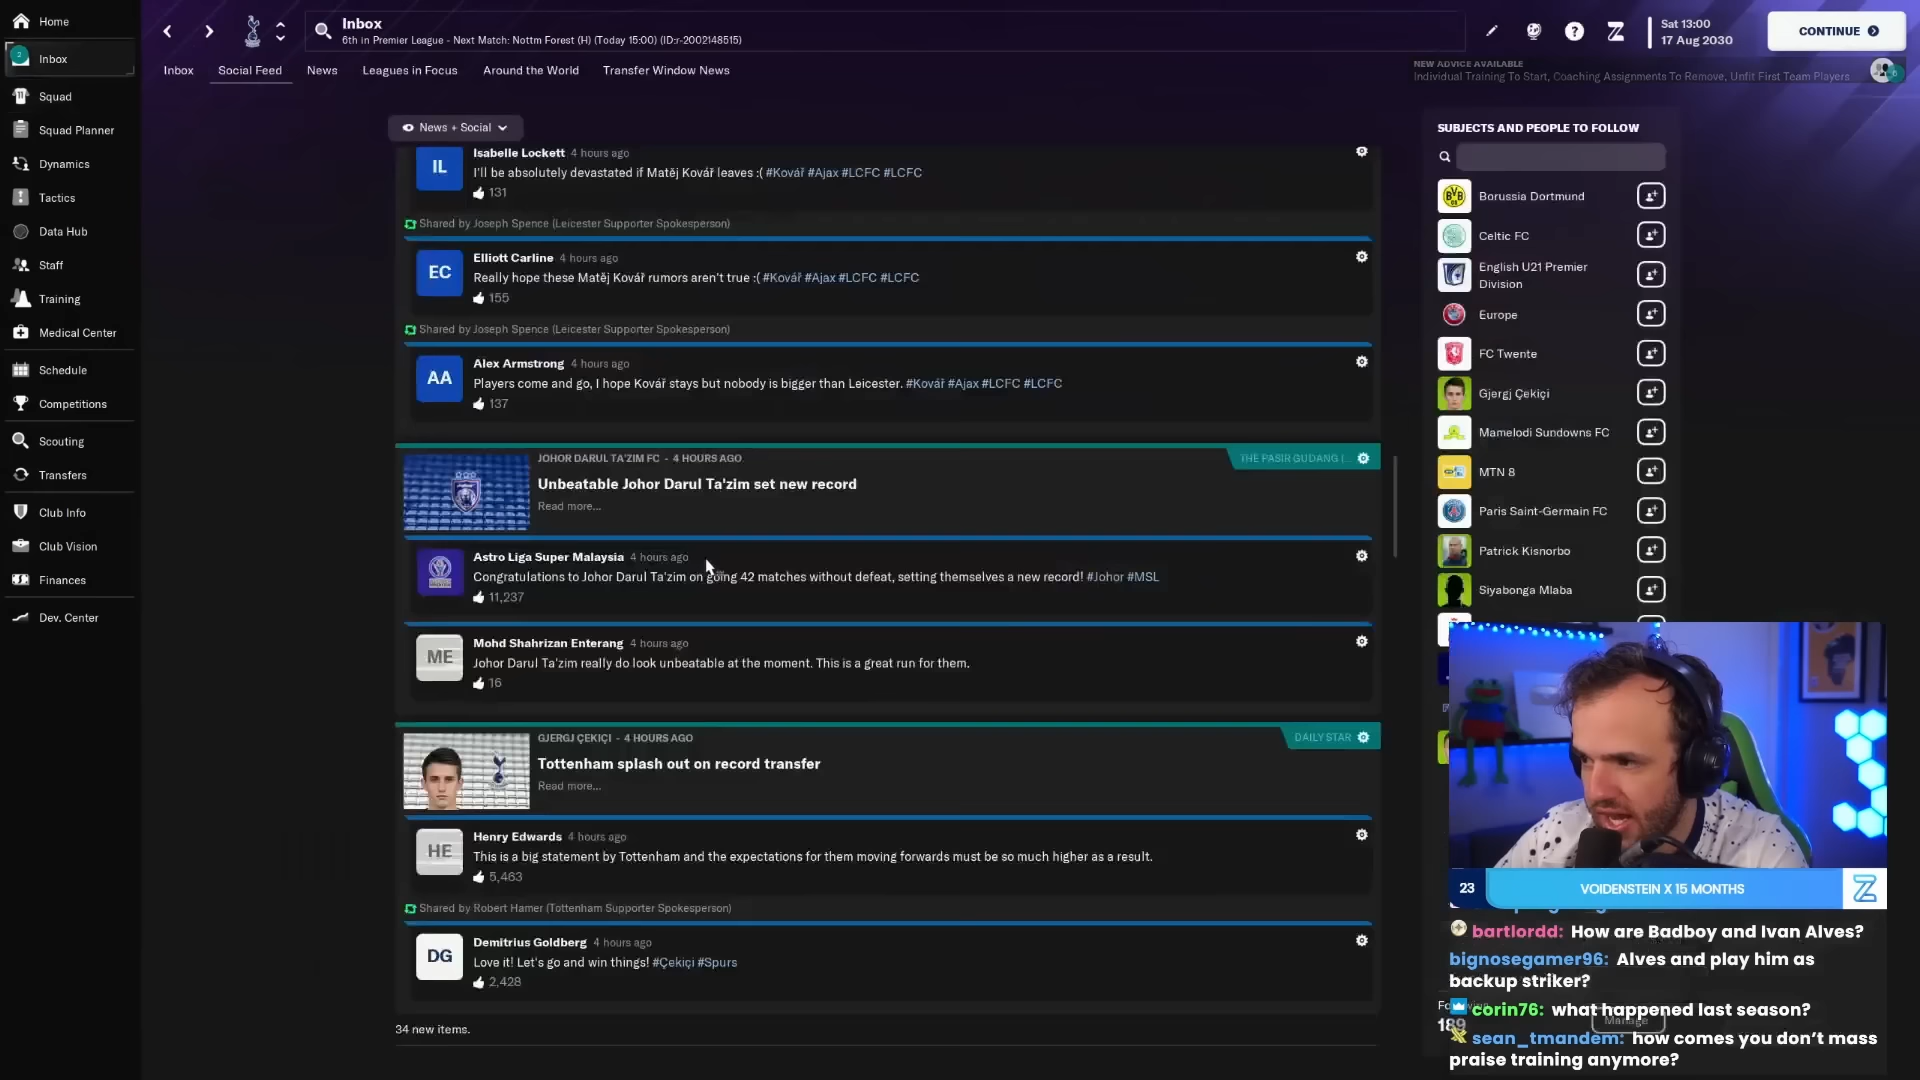 Home
Inbox
2
Squad
Squad Planner
Dynamics
Tactics
Data Hub
Staff
Training
Medical Center
Schedule
Competitions
Scouting
Transfers
Club Info
Club Vision
Finances
Dev. Center
Inbox
6th in Premier League - Next Match: Nottm Forest (H) (Today 15:00) (ID:r-2002148515)
Sat 13:00
17 Aug 2030
CONTINUE
Inbox
Social Feed
News
Leagues in Focus
Around the World
Transfer Window News
NEW ADVICE AVAILABLE
Individual Training To Start, Coaching Assignments To Remove, Unfit First Team Players
6
News + Social
IL
Isabelle Lockett 4 hours ago
I'll be absolutely devastated if Matěj Kovář leaves :( #Kovář #Ajax #LCFC #LCFC
131
Shared by Joseph Spence (Leicester Supporter Spokesperson)
EC
Elliott Carline 4 hours ago
Really hope these Matěj Kovář rumors aren't true :( #Kovář #Ajax #LCFC #LCFC
155
Shared by Joseph Spence (Leicester Supporter Spokesperson)
AA
Alex Armstrong 4 hours ago
Players come and go, I hope Kovář stays but nobody is bigger than Leicester. #Kovář #Ajax #LCFC #LCFC
137
JOHOR DARUL TA'ZIM FC - 4 HOURS AGO
THE PASIR GUDANG (...
Unbeatable Johor Darul Ta'zim set new record
Read more...
Astro Liga Super Malaysia 4 hours ago
Congratulations to Johor Darul Ta'zim on going 42 matches without defeat, setting themselves a new record! #Johor #MSL
11,237
ME
Mohd Shahrizan Enterang 4 hours ago
Johor Darul Ta'zim really do look unbeatable at the moment. This is a great run for them.
16
GJERGJ ÇEKIÇI - 4 HOURS AGO
DAILY STAR
Tottenham splash out on record transfer
Read more...
HE
Henry Edwards 4 hours ago
This is a big statement by Tottenham and the expectations for them moving forwards must be so much higher as a result.
5,463
Shared by Robert Hamer (Tottenham Supporter Spokesperson)
DG
Demitrius Goldberg 4 hours ago
Love it! Let's go and win things! #Çekiçi #Spurs
2,428
34 new items.
SUBJECTS AND PEOPLE TO FOLLOW
Borussia Dortmund
Celtic FC
English U21 Premier
Division
Europe
FC Twente
Gjergj Çekiçi
Mamelodi Sundowns FC
MTN 8
Paris Saint-Germain FC
Patrick Kisnorbo
Siyabonga Mlaba
23
VOIDENSTEIN X 15 MONTHS
bartlordd: How are Badboy and Ivan Alves?
bignosegamer96: Alves and play him as
backup striker?
corin76: what happened last season?
189
Manage
sean_tmandem: how comes you don't mass
praise training anymore?